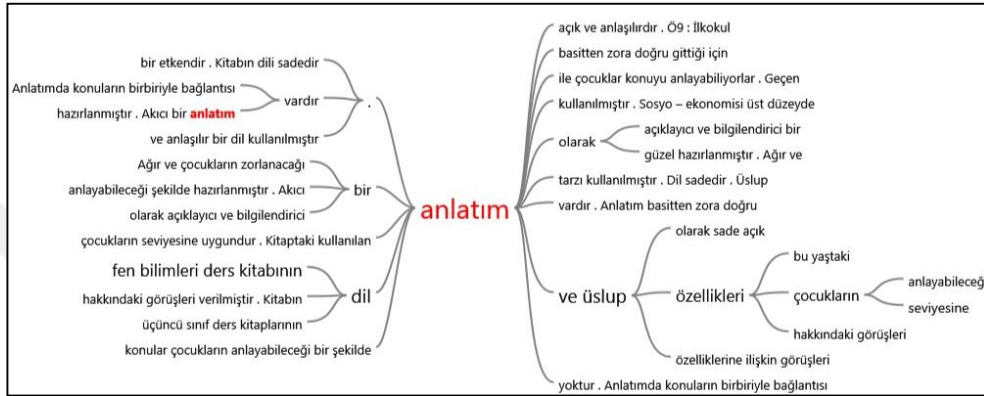 bir etkendir . Kitabın dili sadedir
Anlatımda konuların birbiriyle bağlantısı
hazırlanmıştır . Akıcı bir anlatım
vardır
.
ve anlaşılır bir dil kullanılmıştır
Ağır ve çocukların zorlanacağı
anlayabileceği şekilde hazırlanmıştır . Akıcı
olarak açıklayıcı ve bilgilendirici
bir
çocukların seviyesine uygundur . Kitaptaki kullanılan
fen bilimleri ders kitabının
hakkındaki görüşleri verilmiştir . Kitabın
üçüncü sınıf ders kitaplarının
dil
konular çocukların anlayabileceği bir şekilde
anlatım
açık ve anlaşılırdır . Ö9 : İlkokul
basitten zora doğru gittiği için
ile çocuklar konuyu anlayabiliyorlar . Geçen
kullanılmıştır . Sosyo – ekonomisi üst düzeyde
olarak
açıklayıcı ve bilgilendirici bir
güzel hazırlanmıştır . Ağır ve
tarzı kullanılmıştır . Dil sadedir . Üslup
vardır . Anlatım basitten zora doğru
ve üslup
olarak sade açık
özellikleri
bu yaştaki
çocukların
anlayabileceğ
seviyesine
hakkındaki görüşleri
özelliklerine ilişkin görüşleri
yoktur . Anlatımda konuların birbiriyle bağlantısı